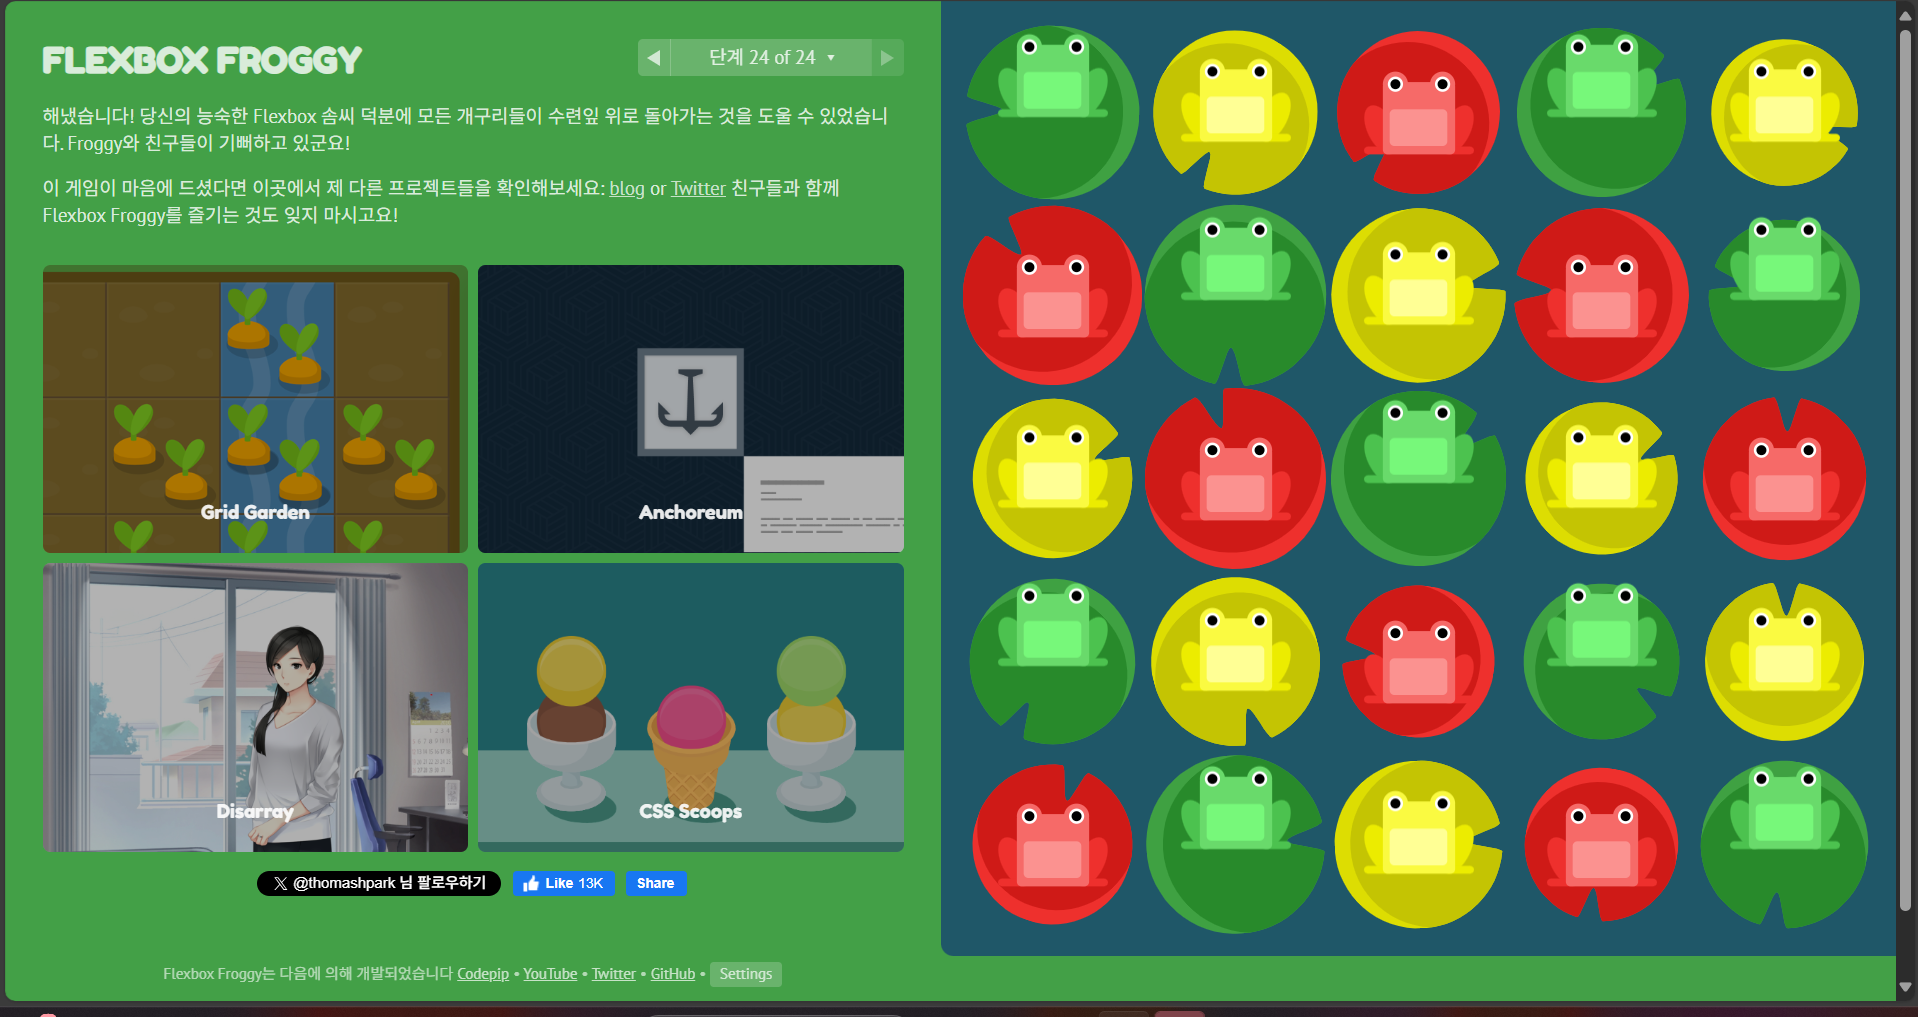 FLEXBOX FROGGY
단계 24 of 24
해냈습니다! 당신의 능숙한 Flexbox 솜씨 덕분에 모든 개구리들이 수련잎 위로 돌아가는 것을 도울 수 있었습니
다. Froggy와 친구들이 기뻐하고 있군요!
이 게임이 마음에 드셨다면 이곳에서 제 다른 프로젝트들을 확인해보세요: blog or Twitter 친구들과 함께
Flexbox Froggy를 즐기는 것도 잊지 마시고요!
Grid Garden
Anchoreum
Disarray
CSS Scoops
X @thomashpark 님 팔로우하기
Like 13K
Share
Flexbox Froggy는 다음에 의해 개발되었습니다 Codepip • YouTube • Twitter • GitHub • Settings